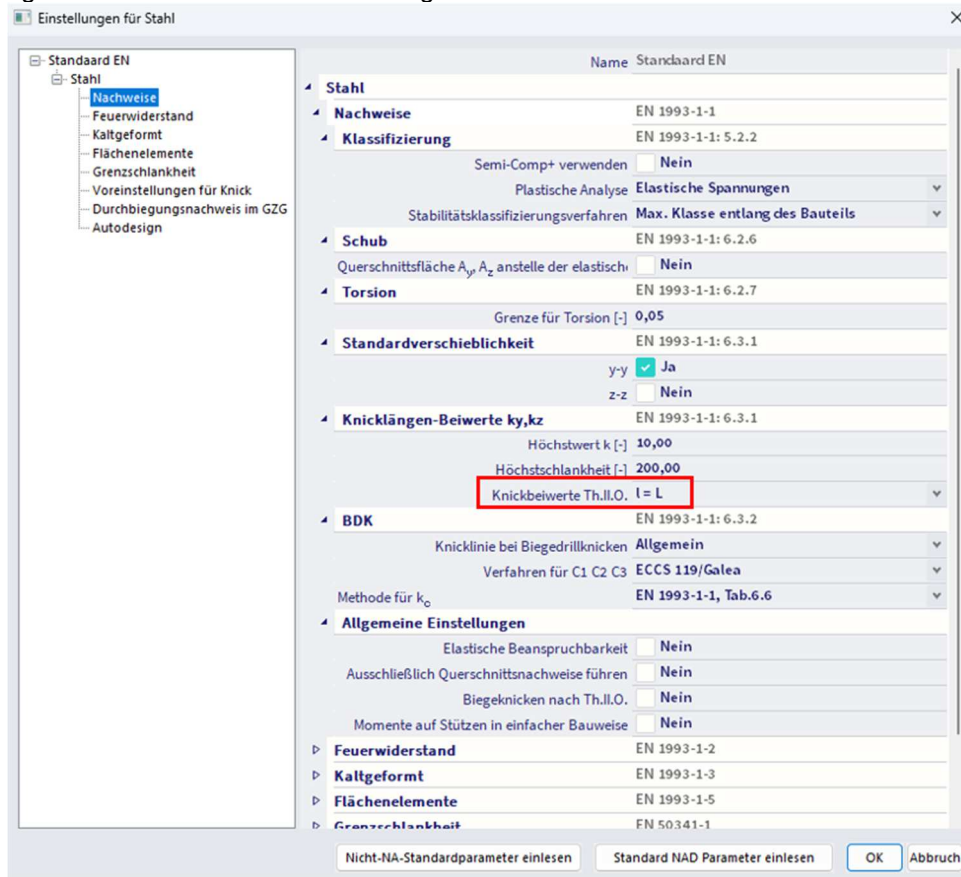 Einstellungen für Stahl
Standaard EN
Stahl
Nachweise
Feuerwiderstand
Kaltgeformt
Flächenelemente
Grenzschlankheit
Voreinstellungen für Knick
Durchbiegungsnachweis im GZG
Autodesign
Name Standaard EN
Stahl
Nachweise EN 1993-1-1
Klassifizierung EN 1993-1-1: 5.2.2
Semi-Comp+ verwenden Nein
Plastische Analyse Elastische Spannungen
Stabilitätsklassifizierungsverfahren Max. Klasse entlang des Bauteils
Schub EN 1993-1-1: 6.2.6
Querschnittsfläche Ay, Az anstelle der elastisch Nein
Torsion EN 1993-1-1: 6.2.7
Grenze für Torsion [-] 0,05
Standardverschieblichkeit EN 1993-1-1: 6.3.1
y-y Ja
z-z Nein
Knicklängen-Beiwerte ky,kz EN 1993-1-1: 6.3.1
Höchstwert k [-] 10,00
Höchstschlankheit [-] 200,00
Knickbeiwerte Th.II.O. l = L
BDK EN 1993-1-1: 6.3.2
Knicklinie bei Biegedrillknicken Allgemein
Verfahren für C1 C2 C3 ECCS 119/Galea
Methode für kc EN 1993-1-1, Tab.6.6
Allgemeine Einstellungen
Elastische Beanspruchbarkeit Nein
Ausschließlich Querschnittsnachweise führen Nein
Biegeknicken nach Th.II.O. Nein
Momente auf Stützen in einfacher Bauweise Nein
Feuerwiderstand EN 1993-1-2
Kaltgeformt EN 1993-1-3
Flächenelemente EN 1993-1-5
Grenzschlankheit EN 50341-1
Nicht-NA-Standardparameter einlesen Standard NAD Parameter einlesen OK Abbruch